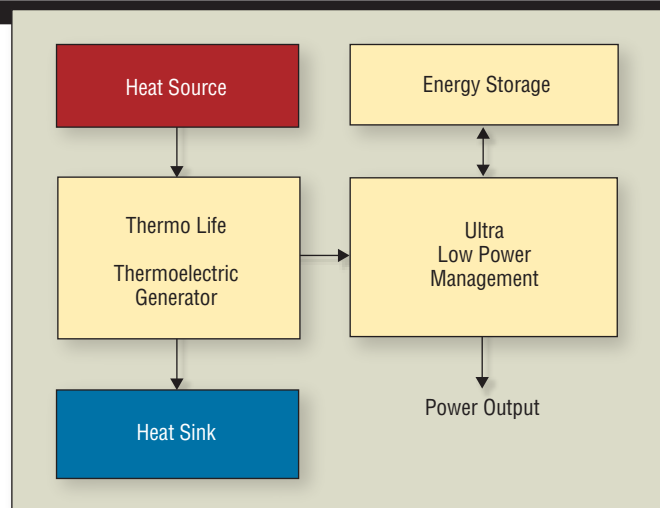 Heat Source
Energy Storage
Thermo Life
Thermoelectric
Generator
Ultra
Low Power
Management
Heat Sink
Power Output